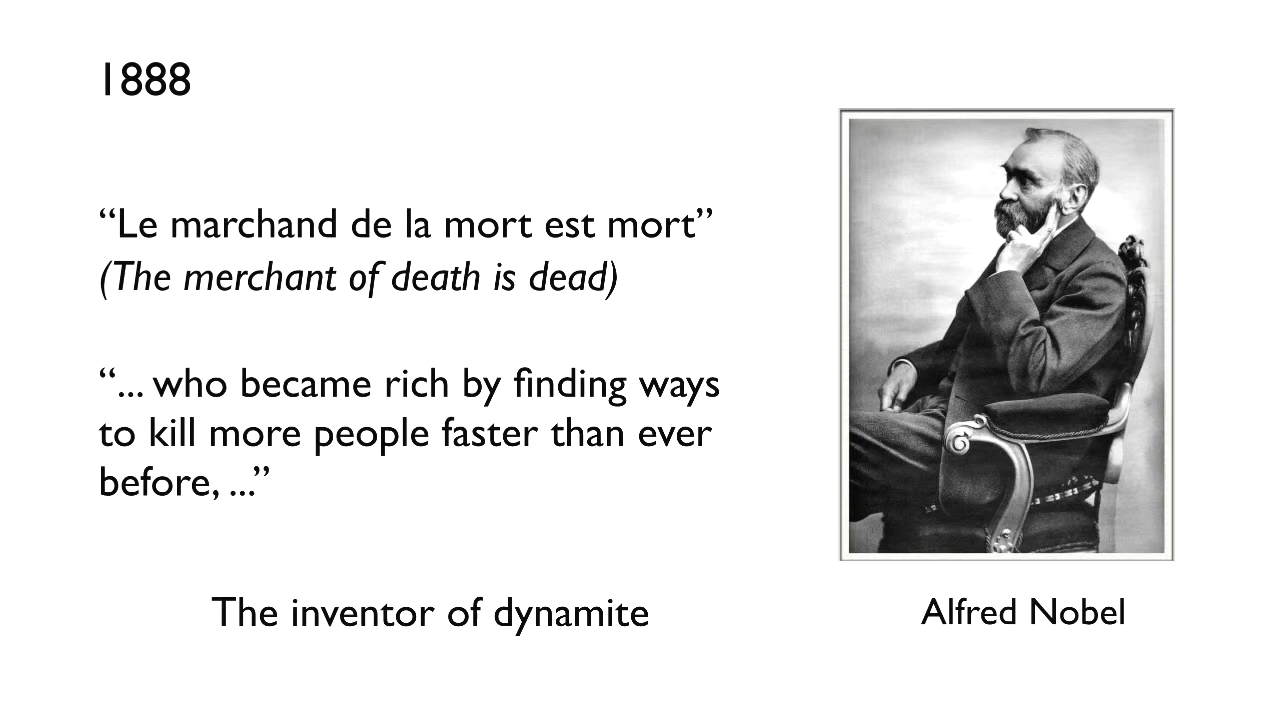 1888
“Le marchand de la mort est mort”
(The merchant of death is dead)
“... who became rich by finding ways
to kill more people faster than ever
before, ...”
The inventor of dynamite
Alfred Nobel